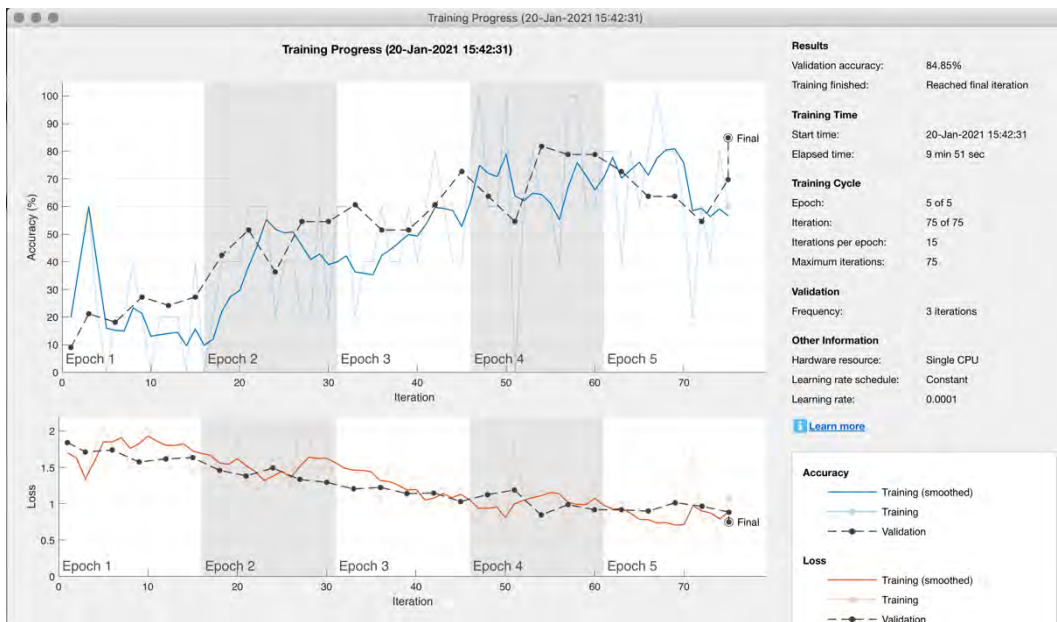 Training Progress (20-Jan-2021 15:42:31)
Training Progress (20-Jan-2021 15:42:31)
100
90
80
70
60
50
40
30
20
10
0
Accuracy (%)
Final
Epoch 1
Epoch 2
Epoch 3
Epoch 4
Epoch 5
0
10
20
30
40
50
60
70
Iteration
2
1.5
1
0.5
0
Loss
Final
Epoch 1
Epoch 2
Epoch 3
Epoch 4
Epoch 5
0
10
20
30
40
50
60
70
Iteration
Results
Validation accuracy: 84.85%
Training finished: Reached final iteration
Training Time
Start time: 20-Jan-2021 15:42:31
Elapsed time: 9 min 51 sec
Training Cycle
Epoch: 5 of 5
Iteration: 75 of 75
Iterations per epoch: 15
Maximum iterations: 75
Validation
Frequency: 3 iterations
Other Information
Hardware resource: Single CPU
Learning rate schedule: Constant
Learning rate: 0.0001
i Learn more
Accuracy
Training (smoothed)
Training
Validation
Loss
Training (smoothed)
Training
Validation